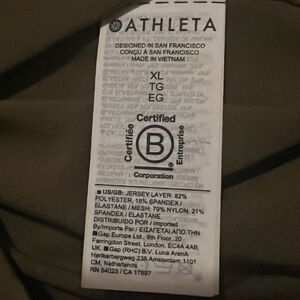 ATHLETA
DESIGNED IN SAN FRANCISCO
CONÇU À SAN FRANCISCO
MADE IN VIETNAM
XL
TG
EG
Certified
Certifiée
B
Entreprise
Corporation
US/GB: JERSEY LAYER: 82%
POLYESTER, 18% SPANDEX /
ELASTANE / MESH: 79% NYLON, 21%
SPANDEX / ELASTANE
DISTRIBUIDO POR / Imported
By/Importe Par / ΕΙΣΑΓΕΤΑΙ ΑΠΟ ΤΗΝ
Gap Europe Ltd., 8th Floor, 20
Farringdon Street, London, EC4A 4AB,
UK, Gap (RHC) B.V. Luna ArenA
Herikerbergweg 238 Amsterdam 1101
CM, Netherlands
RN 54023 / CA 17897